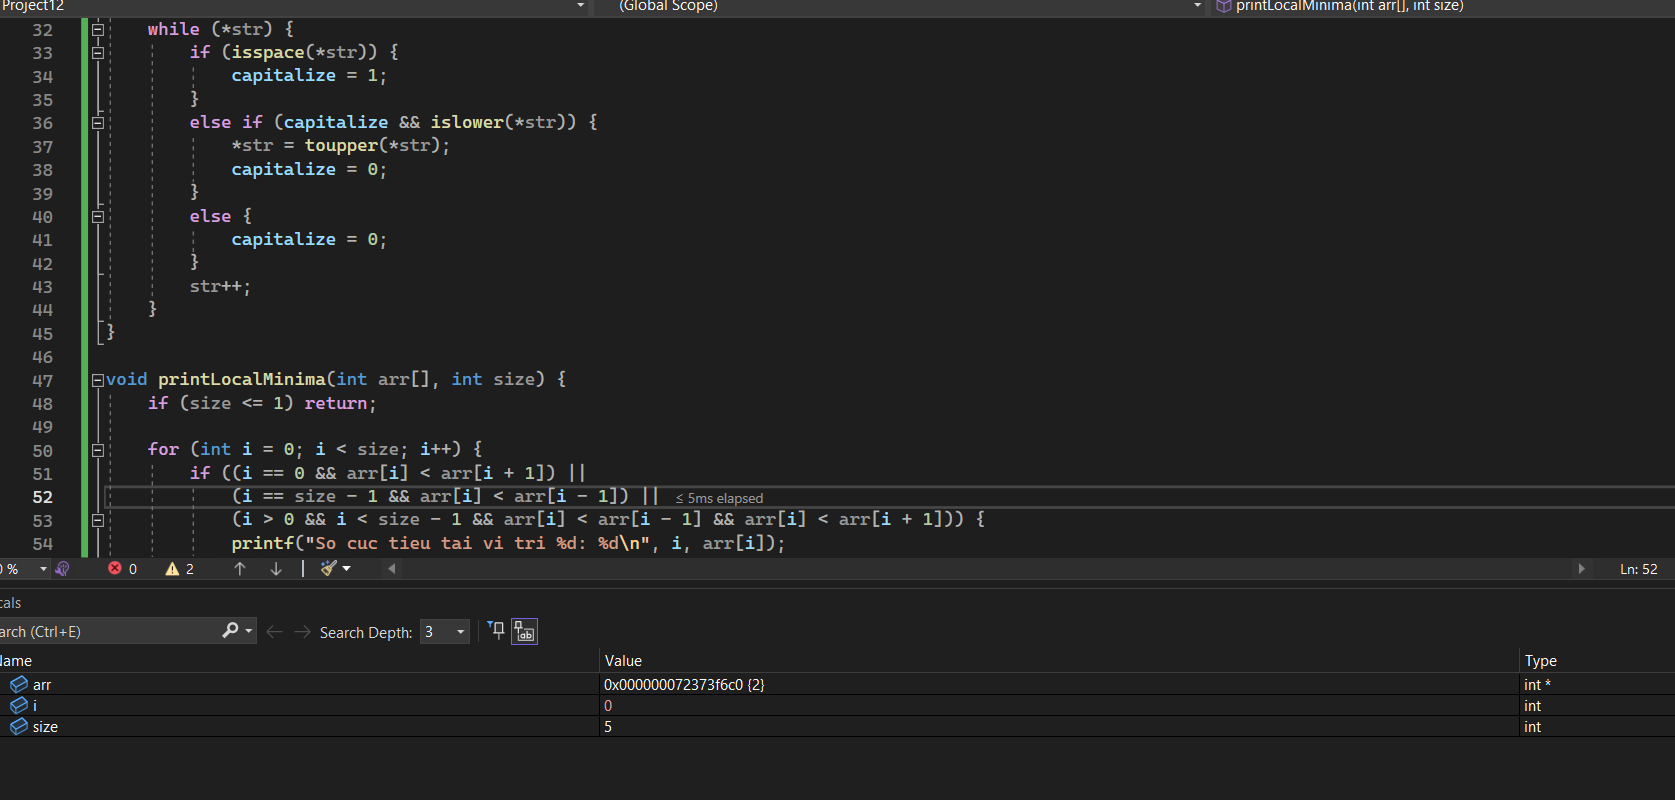 Project12 (Global Scope) printLocalMinima(int arr[], int size)
32 while (*str) {
33 if (isspace(*str)) {
34 capitalize = 1;
35 }
36 else if (capitalize && islower(*str)) {
37 *str = toupper(*str);
38 capitalize = 0;
39 }
40 else {
41 capitalize = 0;
42 }
43 str++;
44 }
45 }
46
47 void printLocalMinima(int arr[], int size) {
48 if (size <= 1) return;
49
50 for (int i = 0; i < size; i++) {
51 if ((i == 0 && arr[i] < arr[i + 1]) ||
52 (i == size - 1 && arr[i] < arr[i - 1]) || ≤ 5ms elapsed
53 (i > 0 && i < size - 1 && arr[i] < arr[i - 1] && arr[i] < arr[i + 1])) {
54 printf("So cuc tieu tai vi tri %d: %d\n", i, arr[i]);
0 % 0 2 Ln: 52
cals
arch (Ctrl+E) Search Depth: 3
Name Value Type
arr 0x000000072373f6c0 {2} int *
i 0 int
size 5 int